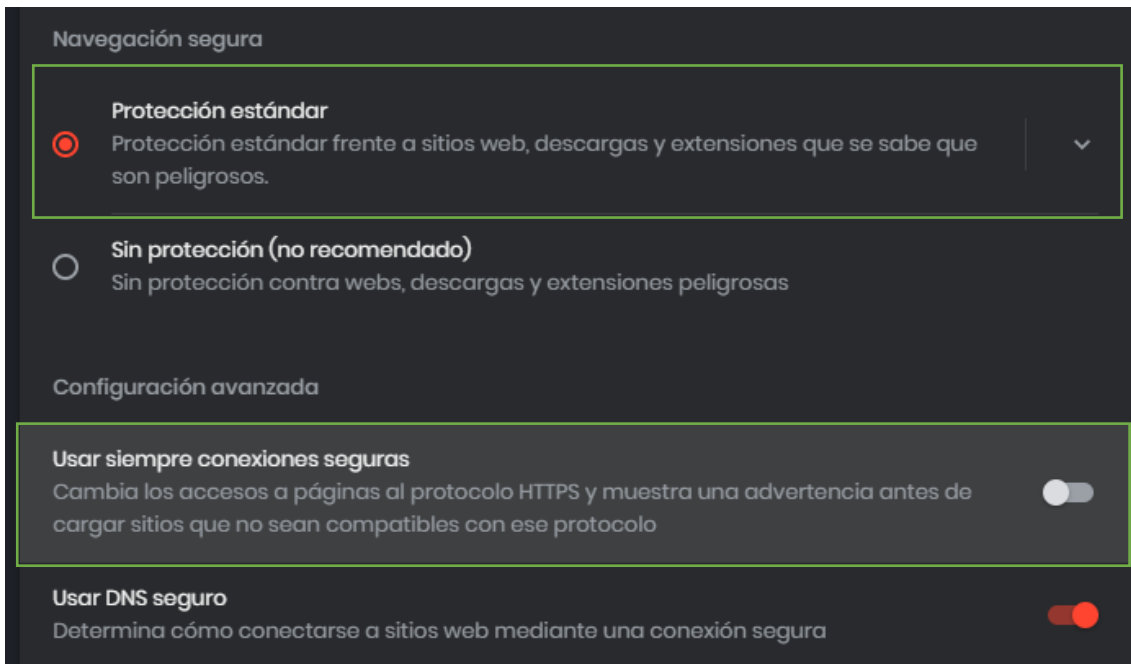 Navegación segura
Protección estándar
Protección estándar frente a sitios web, descargas y extensiones que se sabe que
son peligrosos.
Sin protección (no recomendado)
Sin protección contra webs, descargas y extensiones peligrosas
Configuración avanzada
Usar siempre conexiones seguras
Cambia los accesos a páginas al protocolo HTTPS y muestra una advertencia antes de
cargar sitios que no sean compatibles con ese protocolo
Usar DNS seguro
Determina cómo conectarse a sitios web mediante una conexión segura